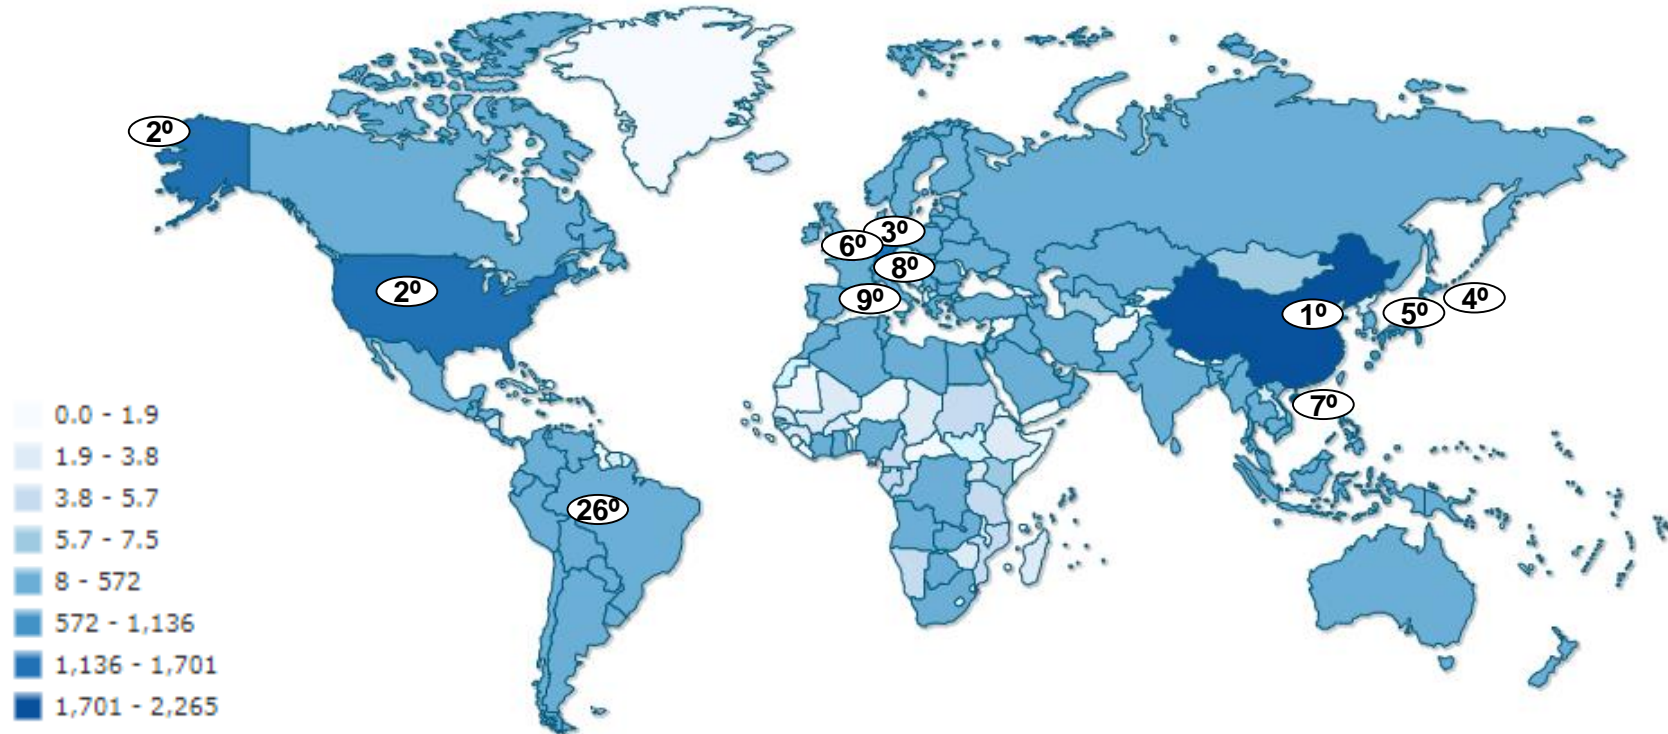 2º
3º
6º
8º
2º
9º
1º
5º
4º
7º
26º
0.0 - 1.9
1.9 - 3.8
3.8 - 5.7
5.7 - 7.5
8 - 572
572 - 1,136
1,136 - 1,701
1,701 - 2,265